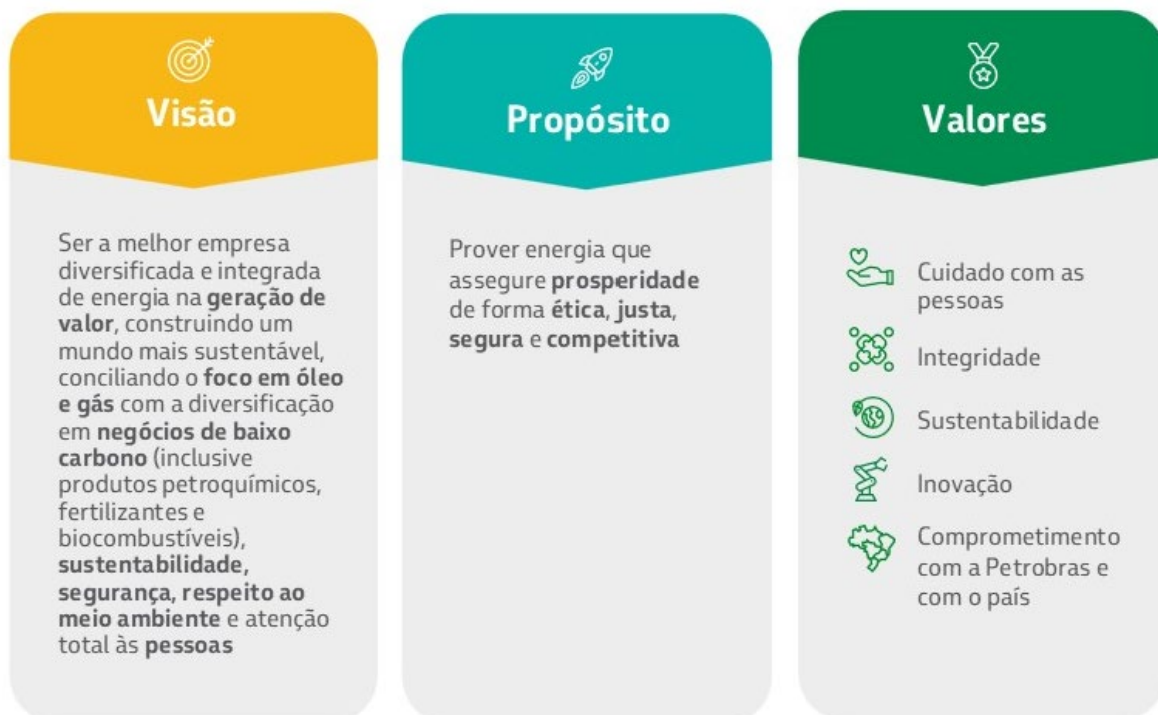 Visão
Ser a melhor empresa
diversificada e integrada
de energia na geração de
valor, construindo um
mundo mais sustentável,
conciliando o foco em óleo
e gás com a diversificação
em negócios de baixo
carbono (inclusive
produtos petroquímicos,
fertilizantes e
biocombustíveis),
sustentabilidade,
segurança, respeito ao
meio ambiente e atenção
total às pessoas
Propósito
Prover energia que
assegure prosperidade
de forma ética, justa,
segura e competitiva
Valores
Cuidado com as
pessoas
Integridade
Sustentabilidade
Inovação
Comprometimento
com a Petrobras e
com o país